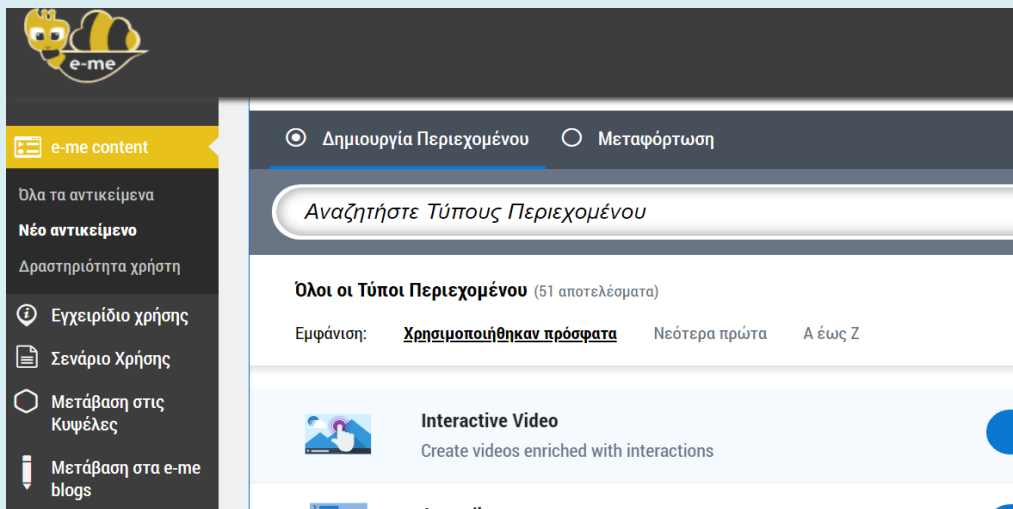 e-me
e-me content
Όλα τα αντικείμενα
Νέο αντικείμενο
Δραστηριότητα χρήστη
Εγχειρίδιο χρήσης
Σενάριο Χρήσης
Μετάβαση στις
Κυψέλες
Μετάβαση στα e-me
blogs
Δημιουργία Περιεχομένου Μεταφόρτωση
Αναζητήστε Τύπους Περιεχομένου
Όλοι οι Τύποι Περιεχομένου (51 αποτελέσματα)
Εμφάνιση: Χρησιμοποιήθηκαν πρόσφατα Νεότερα πρώτα Α έως Ζ
Interactive Video
Create videos enriched with interactions